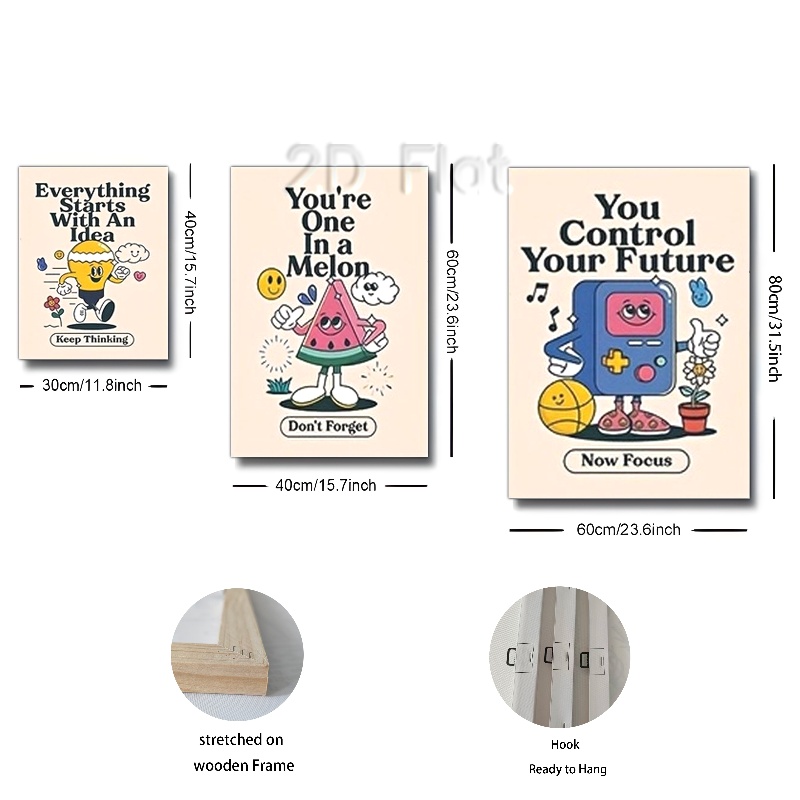 2D Flat
Everything
Starts
With An
Idea
Keep Thinking
40cm/15.7inch
30cm/11.8inch
You're
One
In a
Melon
Don't Forget
60cm/23.6inch
40cm/15.7inch
You
Control
Your Future
Now Focus
80cm/31.5inch
60cm/23.6inch
stretched on
wooden Frame
Hook
Ready to Hang